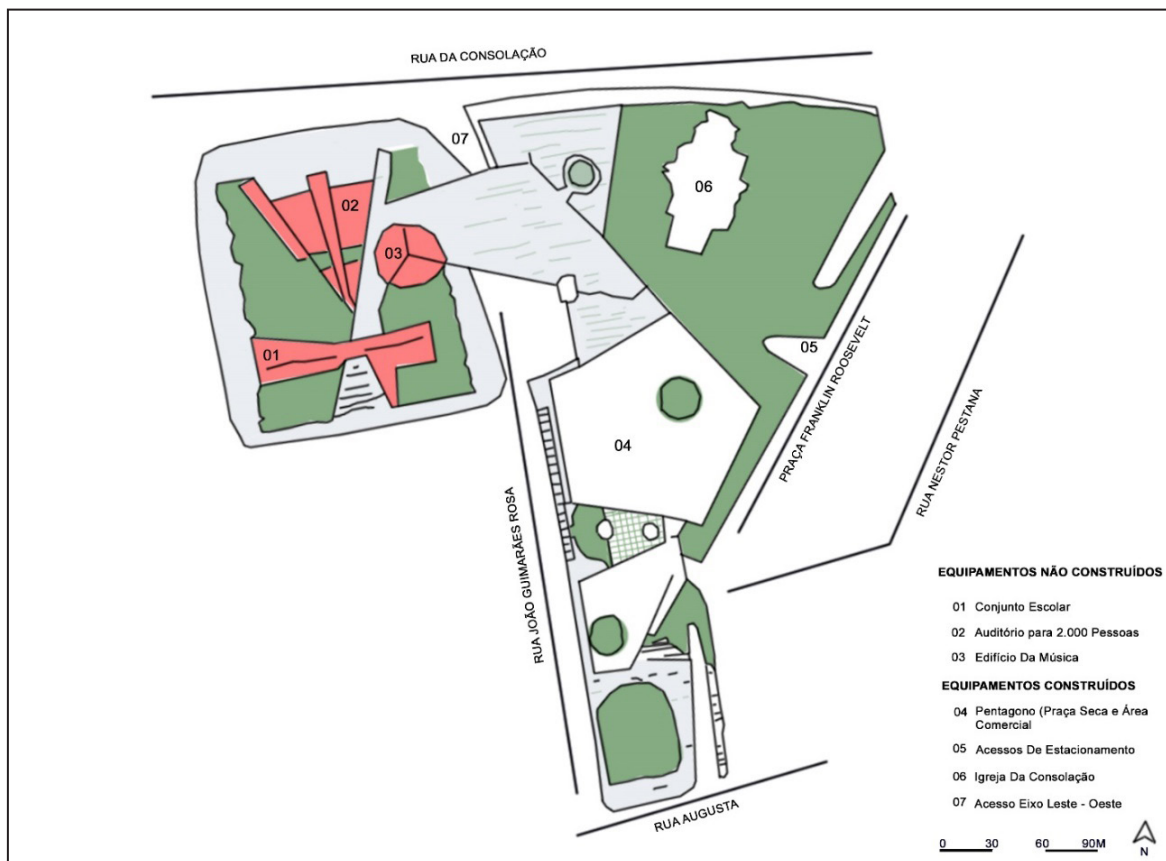 RUA DA CONSOLAÇÃO
07
06
02
03
01
05
04
PRAÇA FRANKLIN ROOSEVELT
RUA NESTOR PESTANA
RUA JOÃO GUIMARÃES ROSA
RUA AUGUSTA
EQUIPAMENTOS NÃO CONSTRUÍDOS
01 Conjunto Escolar
02 Auditório para 2.000 Pessoas
03 Edifício Da Música
EQUIPAMENTOS CONSTRUÍDOS
04 Pentagono (Praça Seca e Área
Comercial
05 Acessos De Estacionamento
06 Igreja Da Consolação
07 Acesso Eixo Leste - Oeste
0 30 60 90M
N